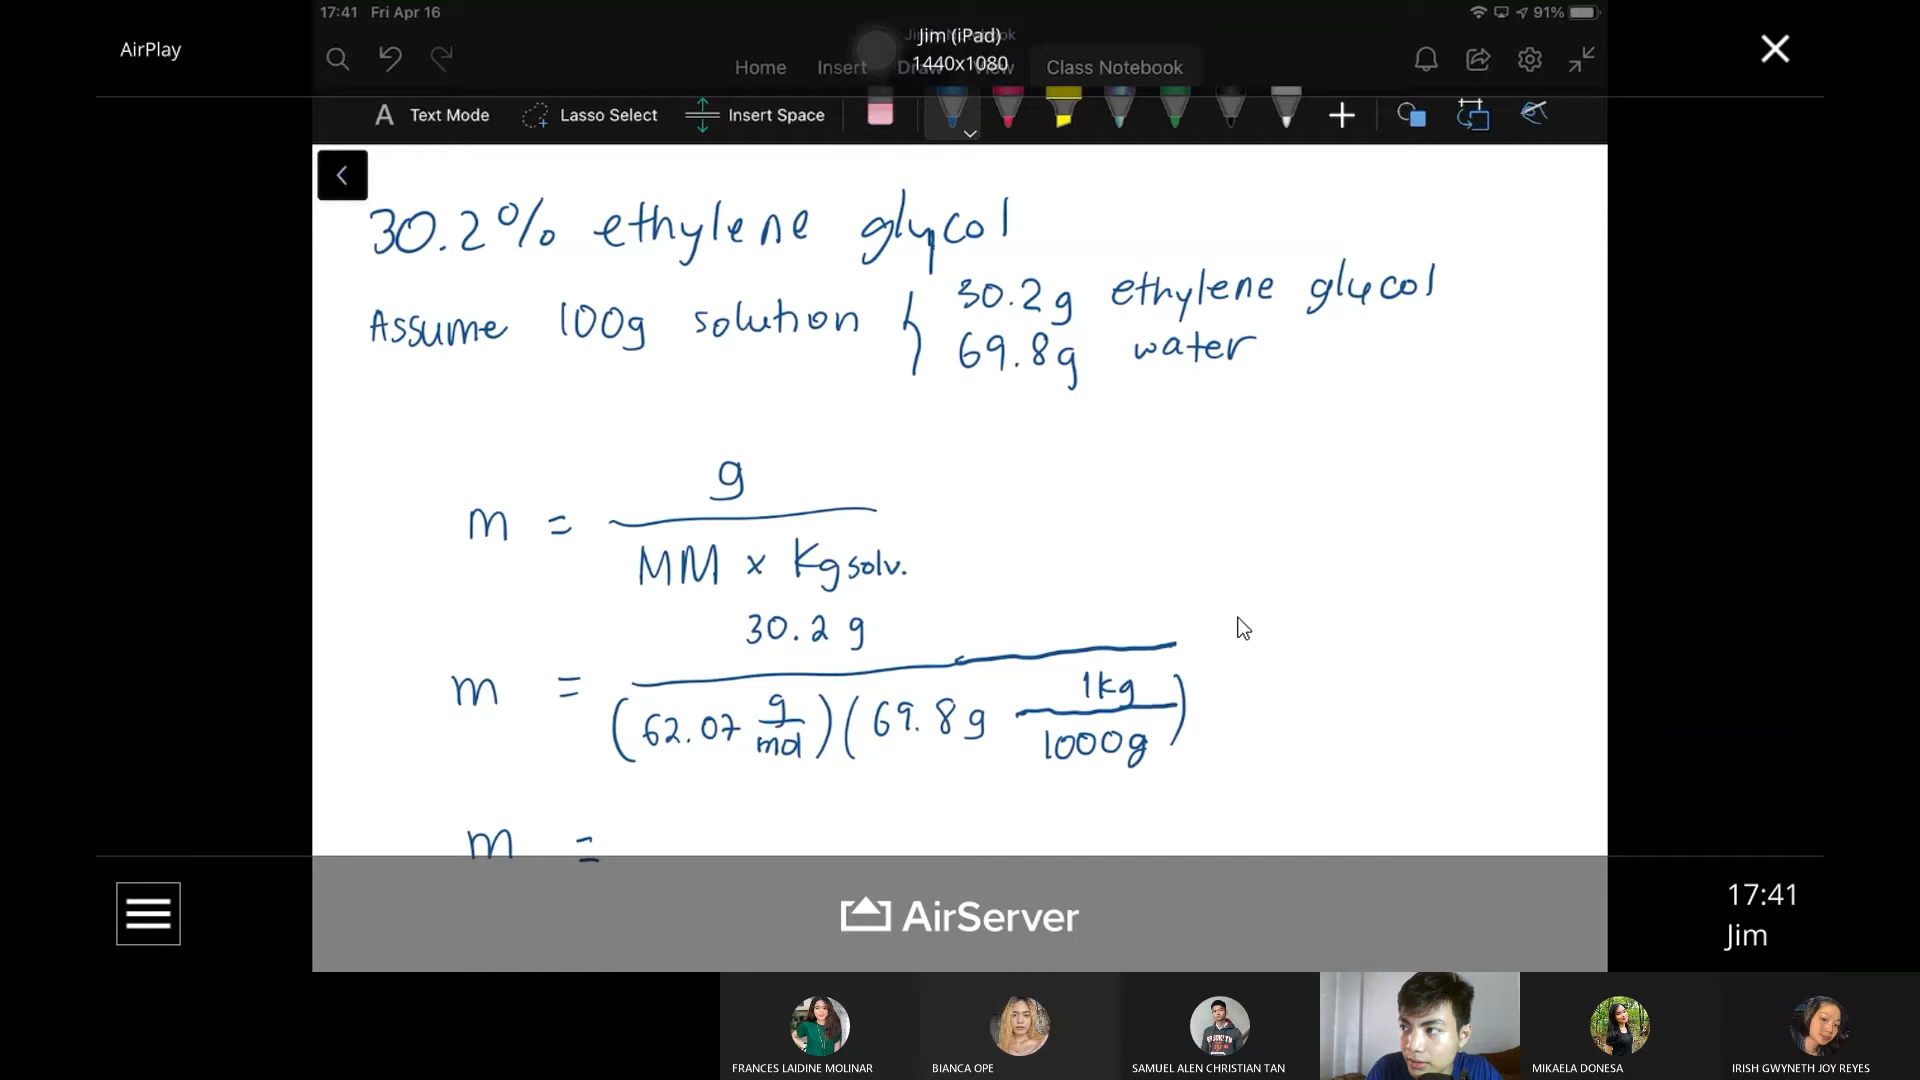 17:41 Fri Apr 16
91%
AirPlay
Jim (iPad)
1440x1080
Home Insert Draw View Class Notebook
Text Mode Lasso Select Insert Space
30.2% ethylene glycol
Assume 100g solution { 30.2g ethylene glycol
69.8g water
m = g
MM x Kg solv.
30.2 g
m = (62.07 g/mol)(69.8g 1kg/1000g)
m =
AirServer
17:41
Jim
FRANCES LAIDINE MOLINAR BIANCA OPE SAMUEL ALEN CHRISTIAN TAN MIKAELA DONESA IRISH GWYNETH JOY REYES